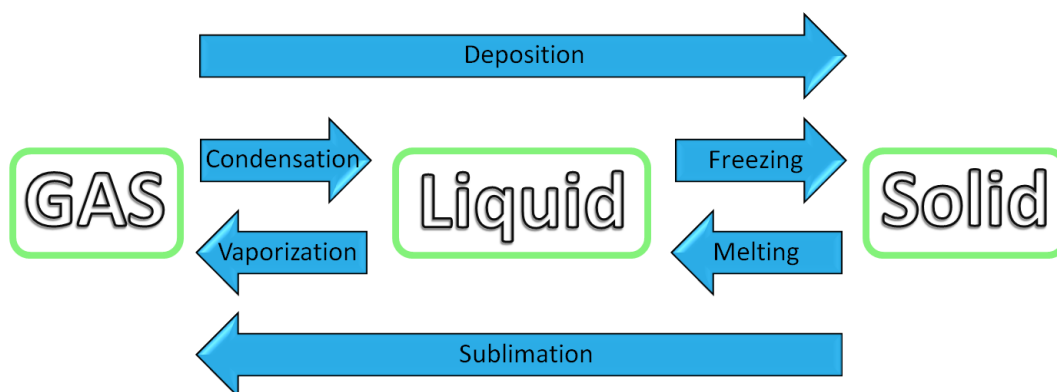 Deposition
Condensation
Freezing
GAS
Liquid
Solid
Vaporization
Melting
Sublimation